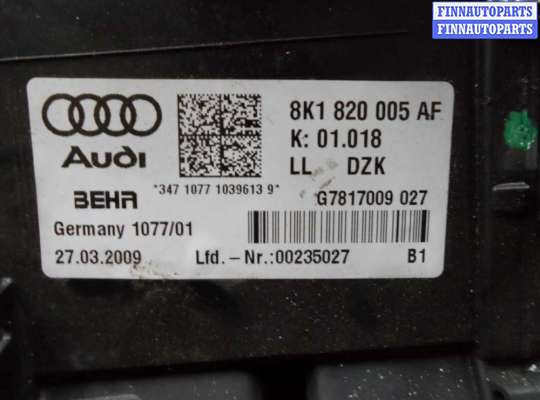 FINNAUTOPARTS
FINNAUTOPARTS
FINNAUTOPARTS
8K1 820 005 AF
K: 01.018
LL DZK
Audi
*347 1077 1039613 9*
BEHR
G7817009 027
Germany 1077/01
27.03.2009 Lfd.-Nr.:00235027 B1